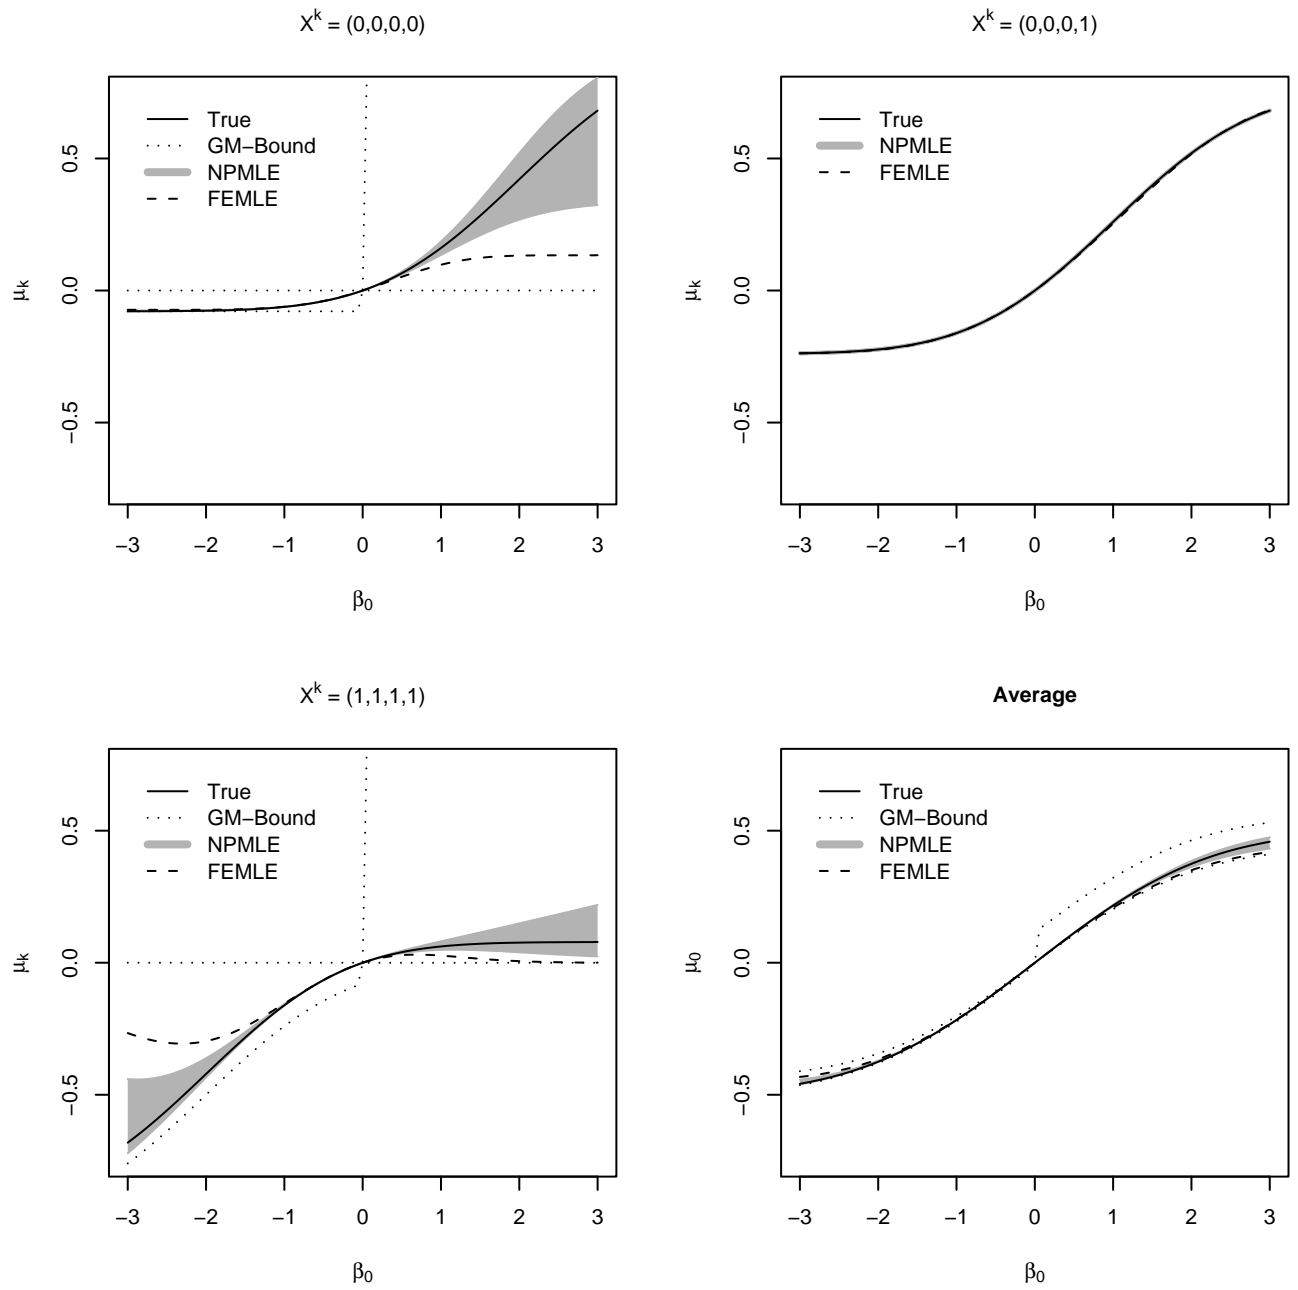 X^k = (0,0,0,0)
True
GM−Bound
NPMLE
FEMLE
μ_k
0.5
0.0
−0.5
−3 −2 −1 0 1 2 3
β_0
X^k = (0,0,0,1)
True
NPMLE
FEMLE
μ_k
0.5
0.0
−0.5
−3 −2 −1 0 1 2 3
β_0
X^k = (1,1,1,1)
True
GM−Bound
NPMLE
FEMLE
μ_k
0.5
0.0
−0.5
−3 −2 −1 0 1 2 3
β_0
Average
True
GM−Bound
NPMLE
FEMLE
μ_0
0.5
0.0
−0.5
−3 −2 −1 0 1 2 3
β_0